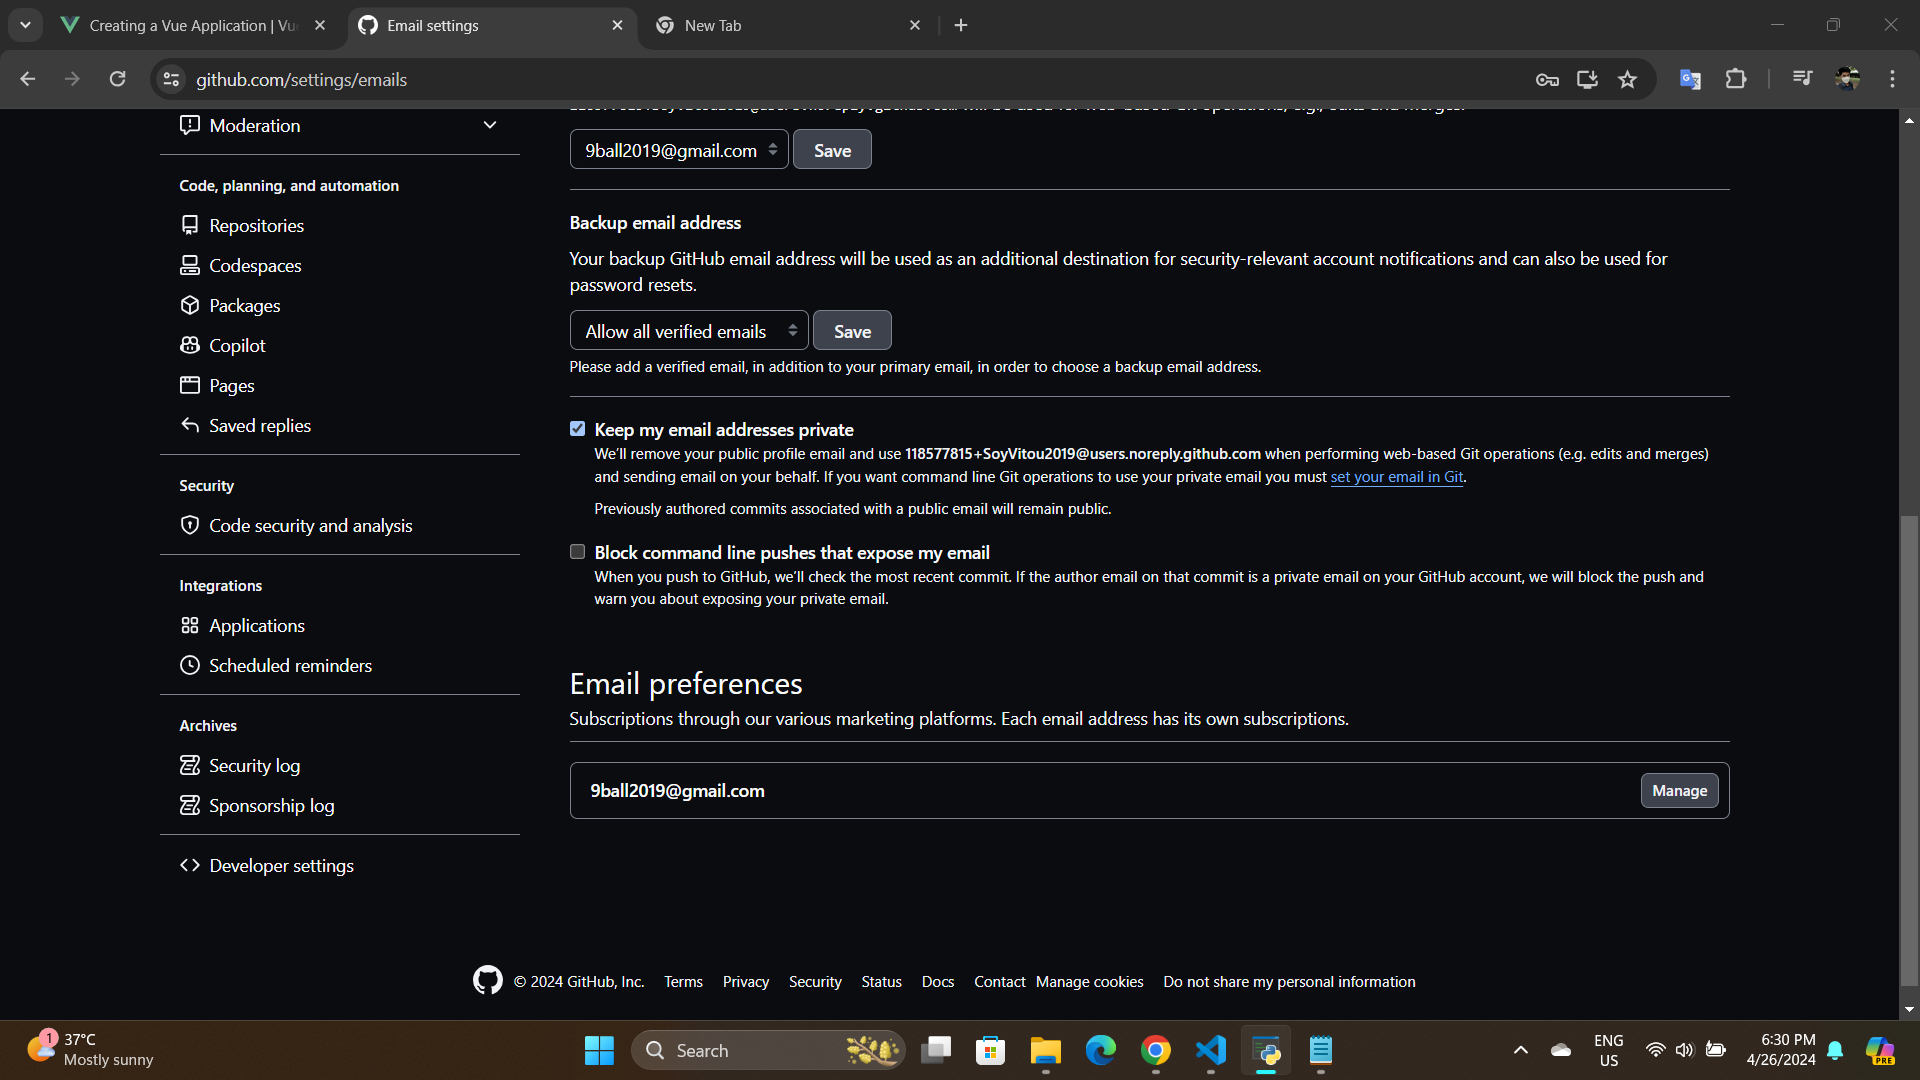 Creating a Vue Application | Vu
Email settings
New Tab
github.com/settings/emails
will be used for web-based Git operations, e.g., edits and merges.
Moderation
9ball2019@gmail.com
Save
Code, planning, and automation
Repositories
Codespaces
Packages
Copilot
Pages
Saved replies
Security
Code security and analysis
Integrations
Applications
Scheduled reminders
Archives
Security log
Sponsorship log
Developer settings
Backup email address
Your backup GitHub email address will be used as an additional destination for security-relevant account notifications and can also be used for
password resets.
Allow all verified emails
Save
Please add a verified email, in addition to your primary email, in order to choose a backup email address.
Keep my email addresses private
We'll remove your public profile email and use 118577815+SoyVitou2019@users.noreply.github.com when performing web-based Git operations (e.g. edits and merges)
and sending email on your behalf. If you want command line Git operations to use your private email you must set your email in Git.
Previously authored commits associated with a public email will remain public.
Block command line pushes that expose my email
When you push to GitHub, we'll check the most recent commit. If the author email on that commit is a private email on your GitHub account, we will block the push and
warn you about exposing your private email.
Email preferences
Subscriptions through our various marketing platforms. Each email address has its own subscriptions.
9ball2019@gmail.com
Manage
© 2024 GitHub, Inc.
Terms
Privacy
Security
Status
Docs
Contact
Manage cookies
Do not share my personal information
1
37°C
Mostly sunny
Search
PRE
ENG
US
6:30 PM
4/26/2024